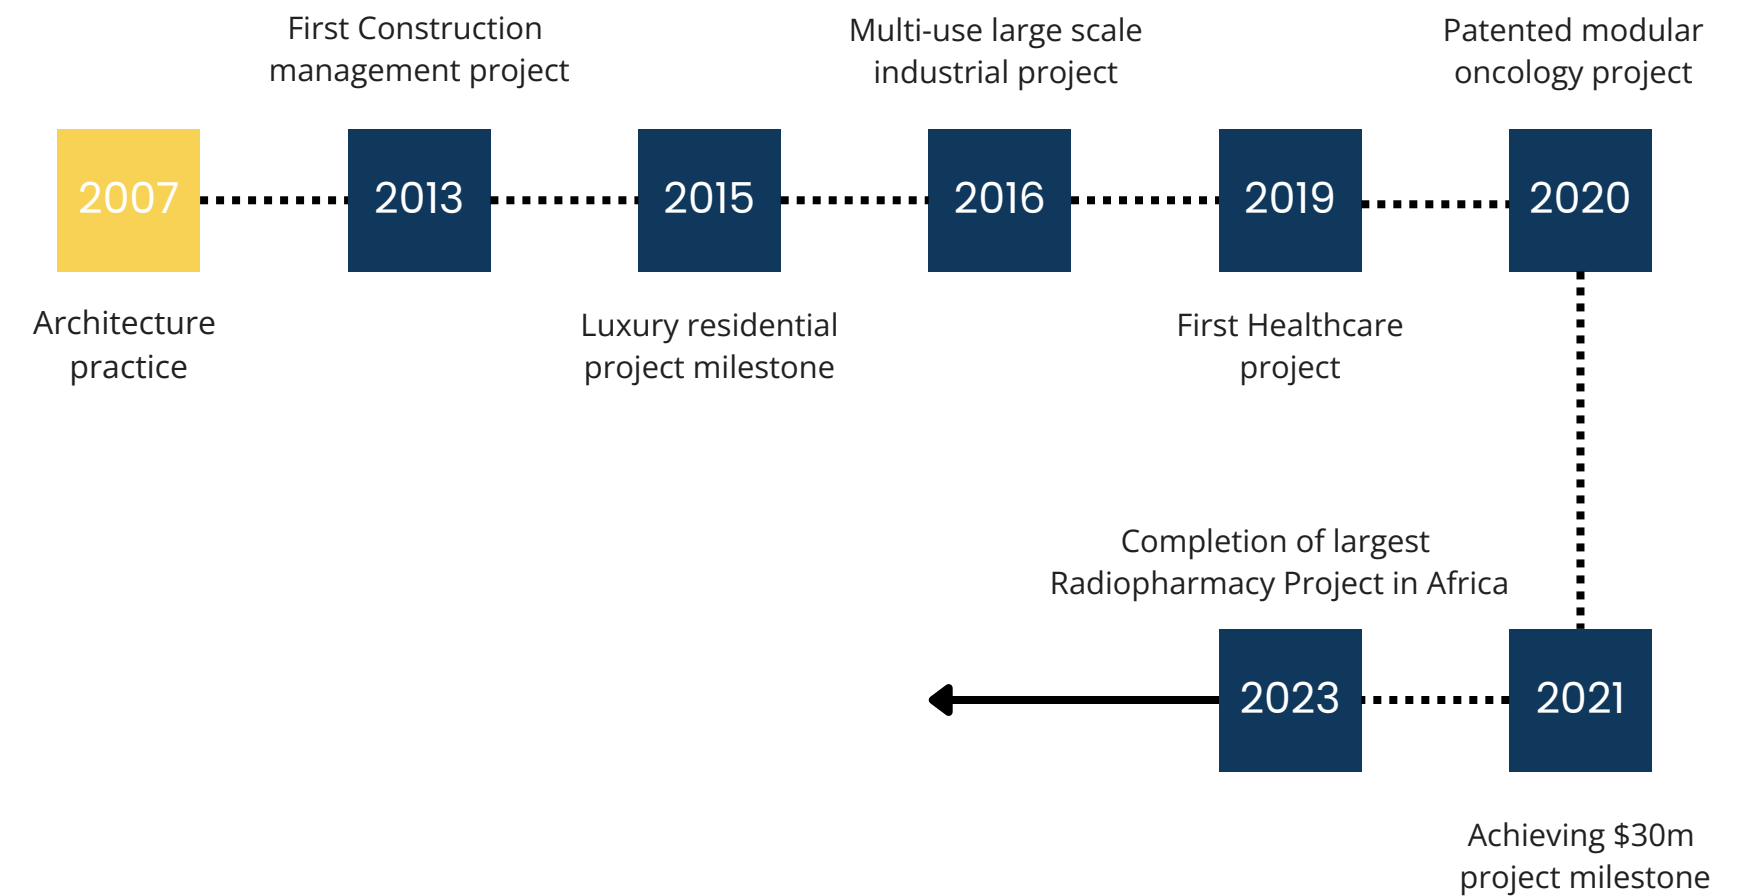 First Construction
management project
Multi-use large scale
industrial project
Patented modular
oncology project
2007
2013
2015
2016
2019
2020
Architecture
practice
Luxury residential
project milestone
First Healthcare
project
Completion of largest
Radiopharmacy Project in Africa
2023
2021
Achieving $30m
project milestone